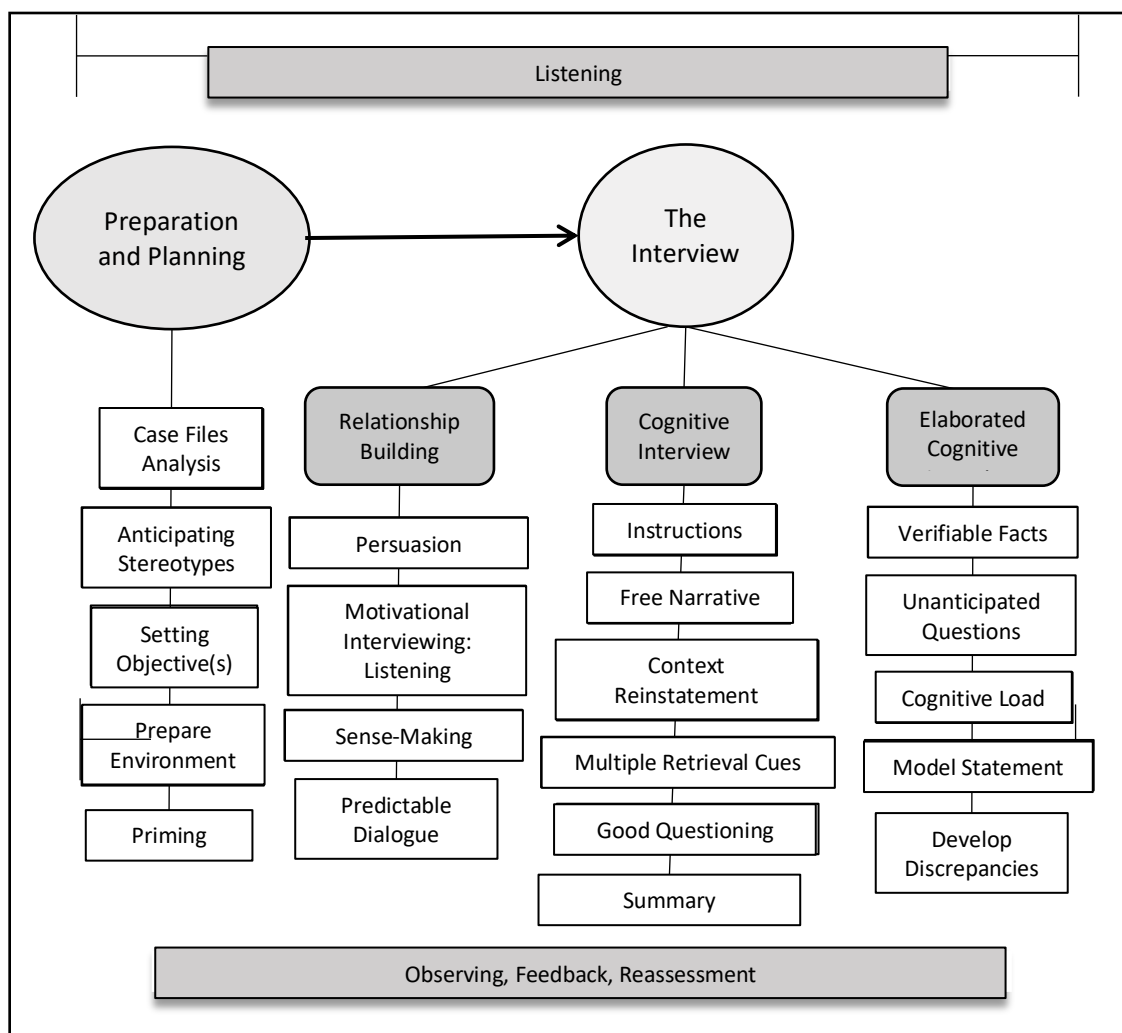 Listening
Preparation
and Planning
The
Interview
Case Files
Analysis
Anticipating
Stereotypes
Setting
Objective(s)
Prepare
Environment
Priming
Relationship
Building
Persuasion
Motivational
Interviewing:
Listening
Sense-Making
Predictable
Dialogue
Cognitive
Interview
Instructions
Free Narrative
Context
Reinstatement
Multiple Retrieval Cues
Good Questioning
Summary
Elaborated
Cognitive
Verifiable Facts
Unanticipated
Questions
Cognitive Load
Model Statement
Develop
Discrepancies
Observing, Feedback, Reassessment